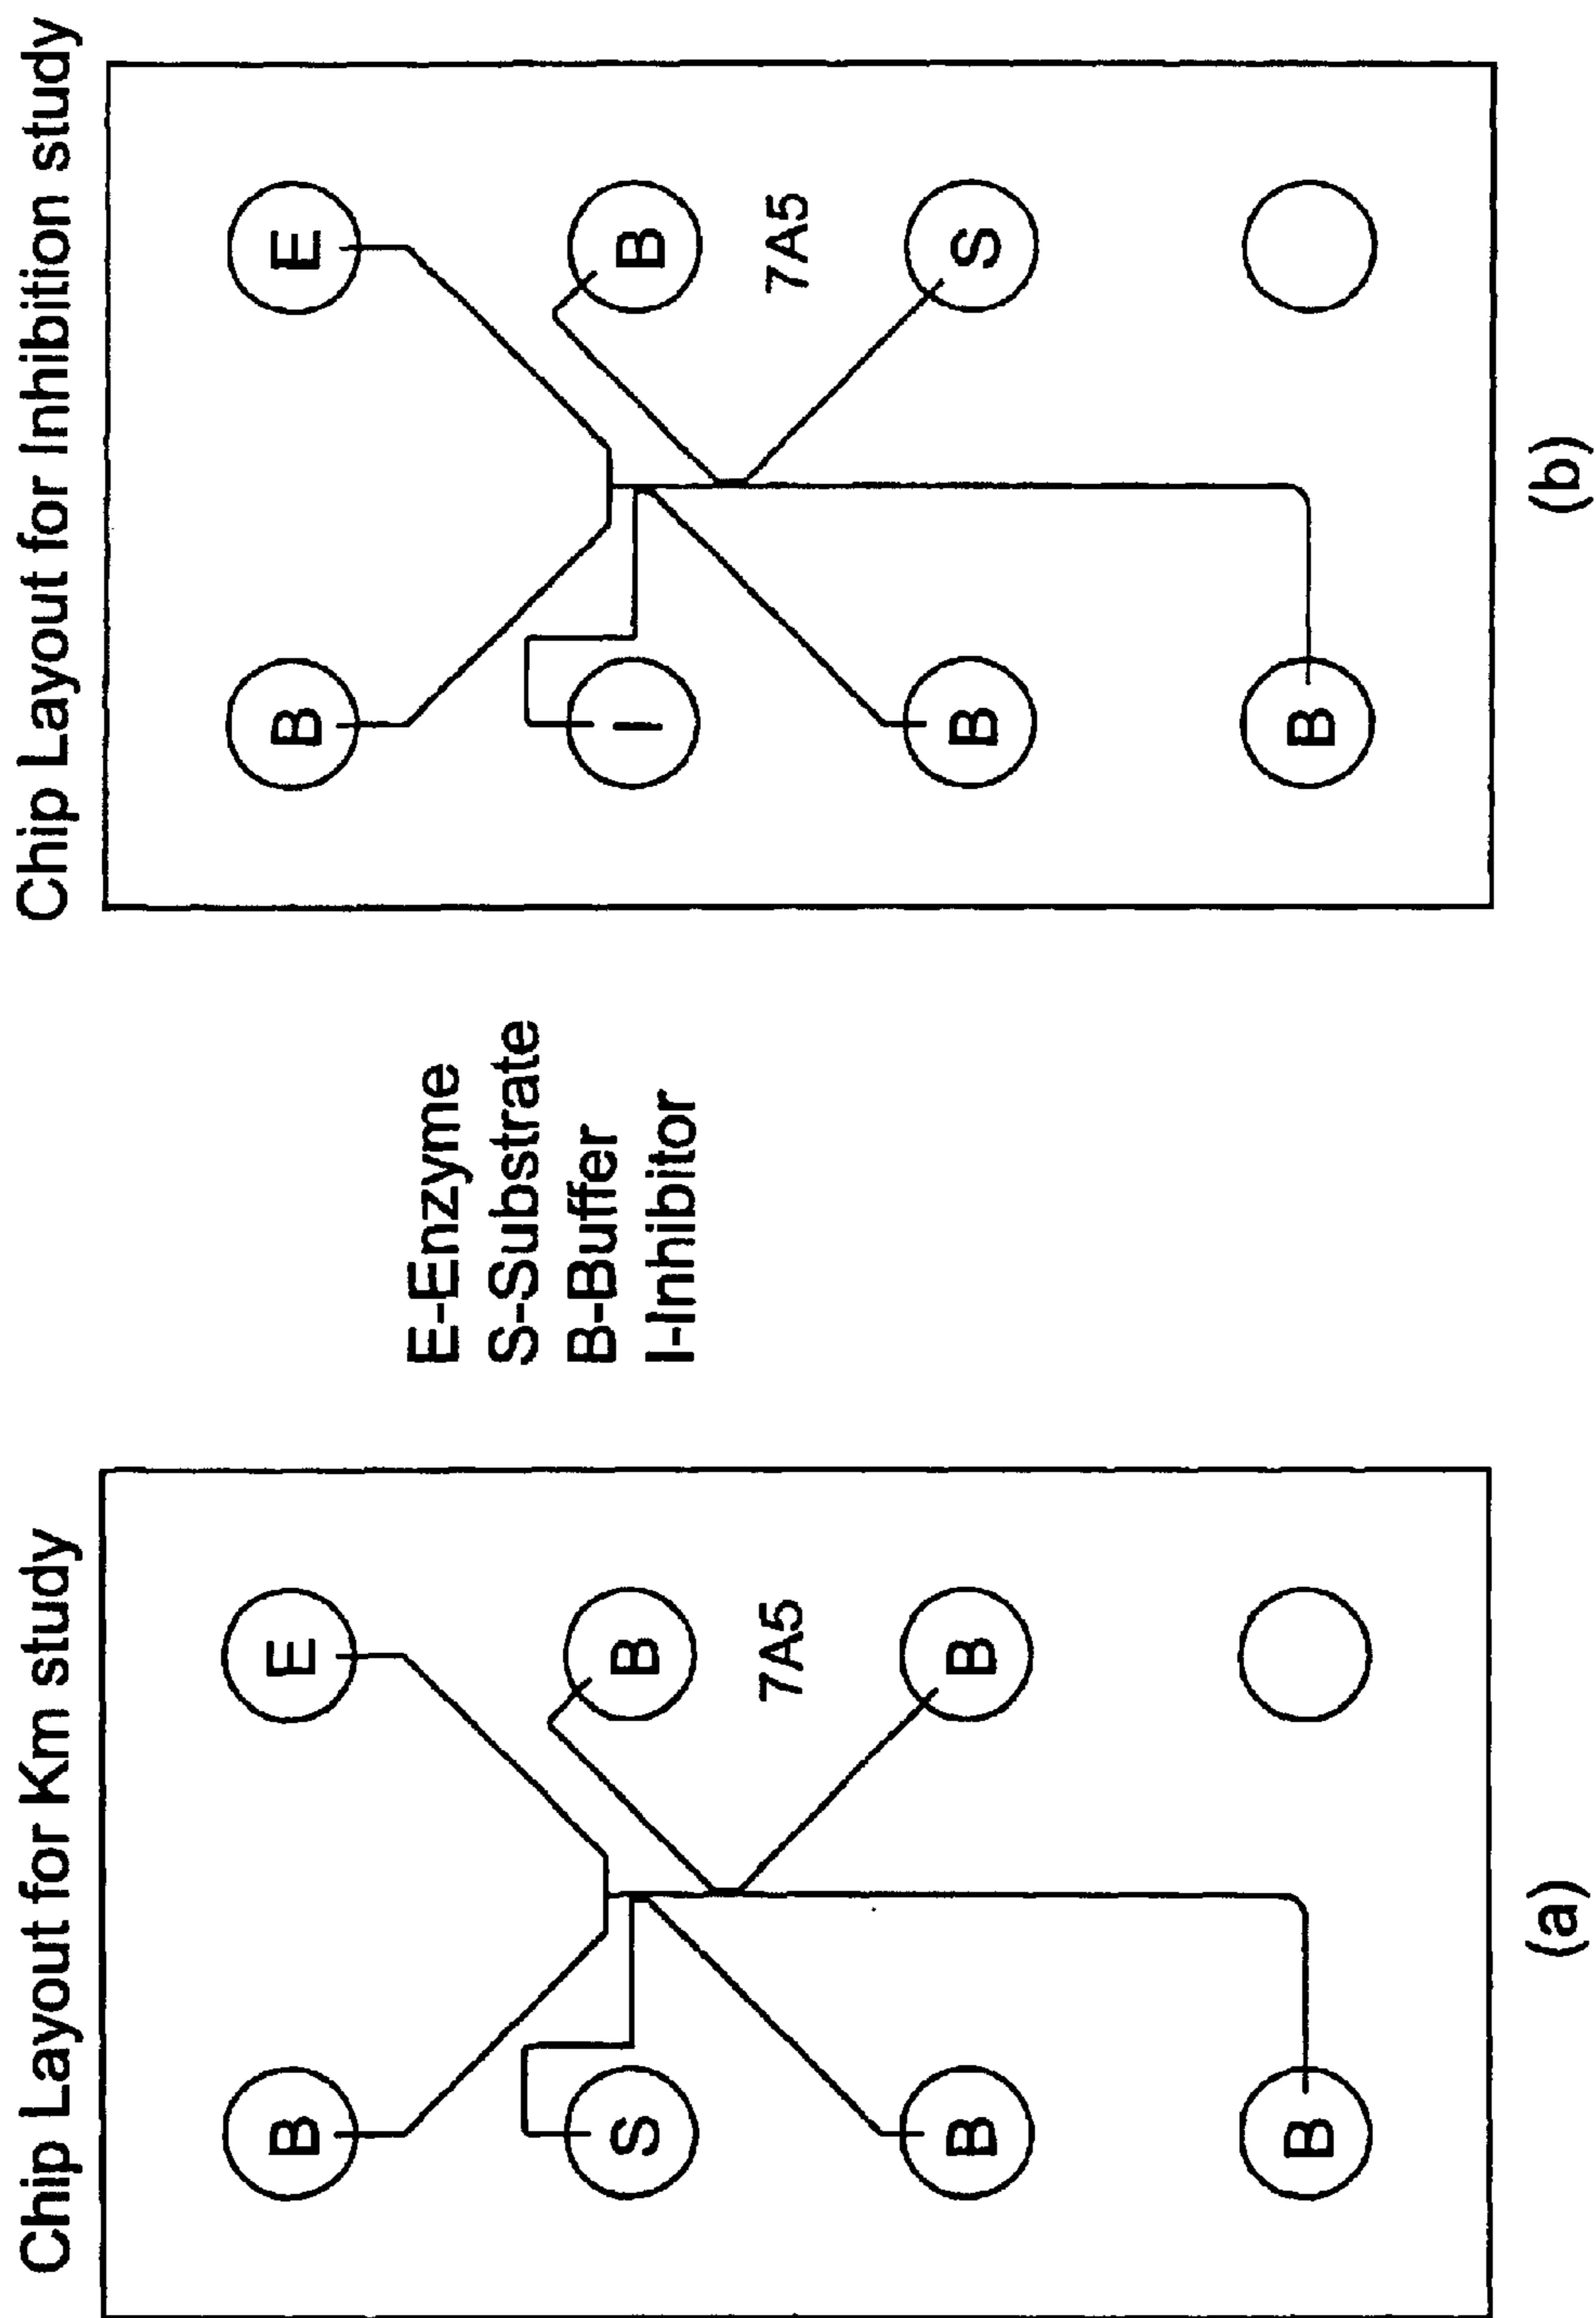 Chip Layout for Km study
B
E
S
B
7A5
B
B
B
(a)
E-Enzyme
S-Substrate
B-Buffer
I-Inhibitor
Chip Layout for Inhibition study
B
E
I
B
7A5
B
S
B
(b)